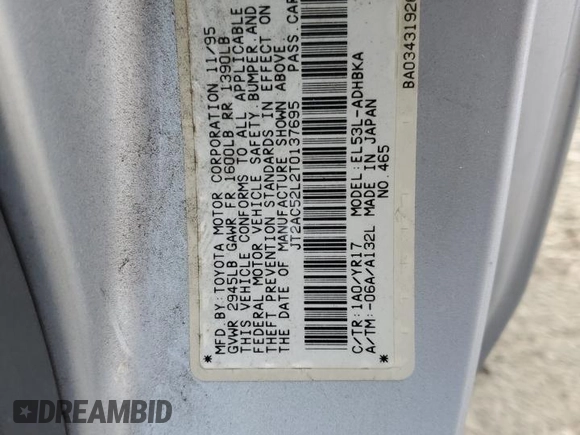 MFD.BY:TOYOTA MOTOR CORPORATION 11/95
GVWR 2945LB GAWR FR 1600LB RR 1390LB
THIS VEHICLE CONFORMS TO ALL APPLICABLE
FEDERAL MOTOR VEHICLE SAFETY,BUMPER,AND
THEFT PREVENTION STANDARDS IN EFFECT ON
THE DATE OF MANUFACTURE SHOWN ABOVE.
JT2AC52L2T0137695 PASS.CAR
BA03431920
C/TR:1A0/YR17 MODEL:EL53L-ADHBKA
A/TM:-06A/A132L MADE IN JAPAN
NO.465
DREAMBID